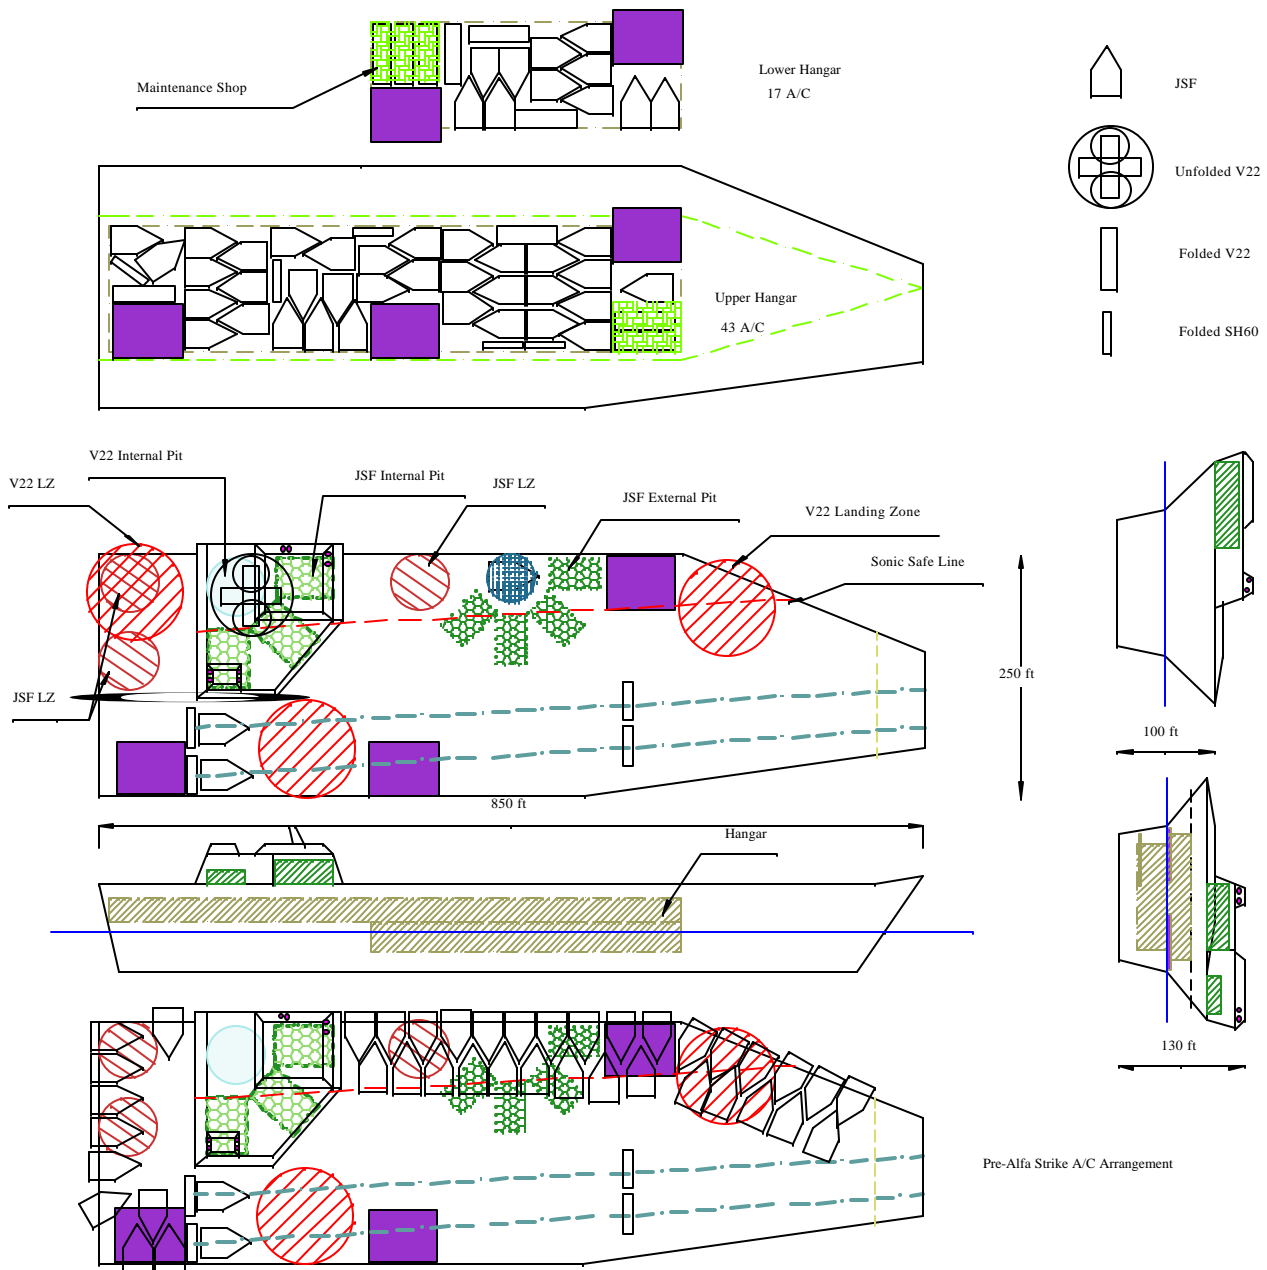 Maintenance Shop
Lower Hangar
17 A/C
JSF
Unfolded V22
Folded V22
Folded SH60
Upper Hangar
43 A/C
V22 Internal Pit
V22 LZ
JSF Internal Pit
JSF LZ
JSF External Pit
V22 Landing Zone
Sonic Safe Line
JSF LZ
250 ft
100 ft
850 ft
Hangar
130 ft
Pre-Alfa Strike A/C Arrangement